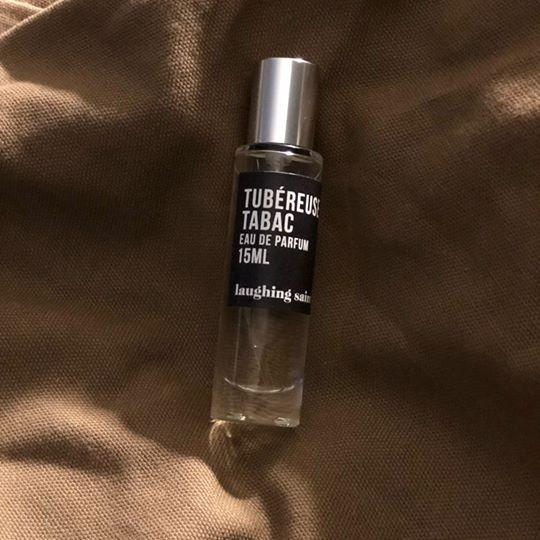 TUBÉREUSE
TABAC
EAU DE PARFUM
15ML
laughing sain